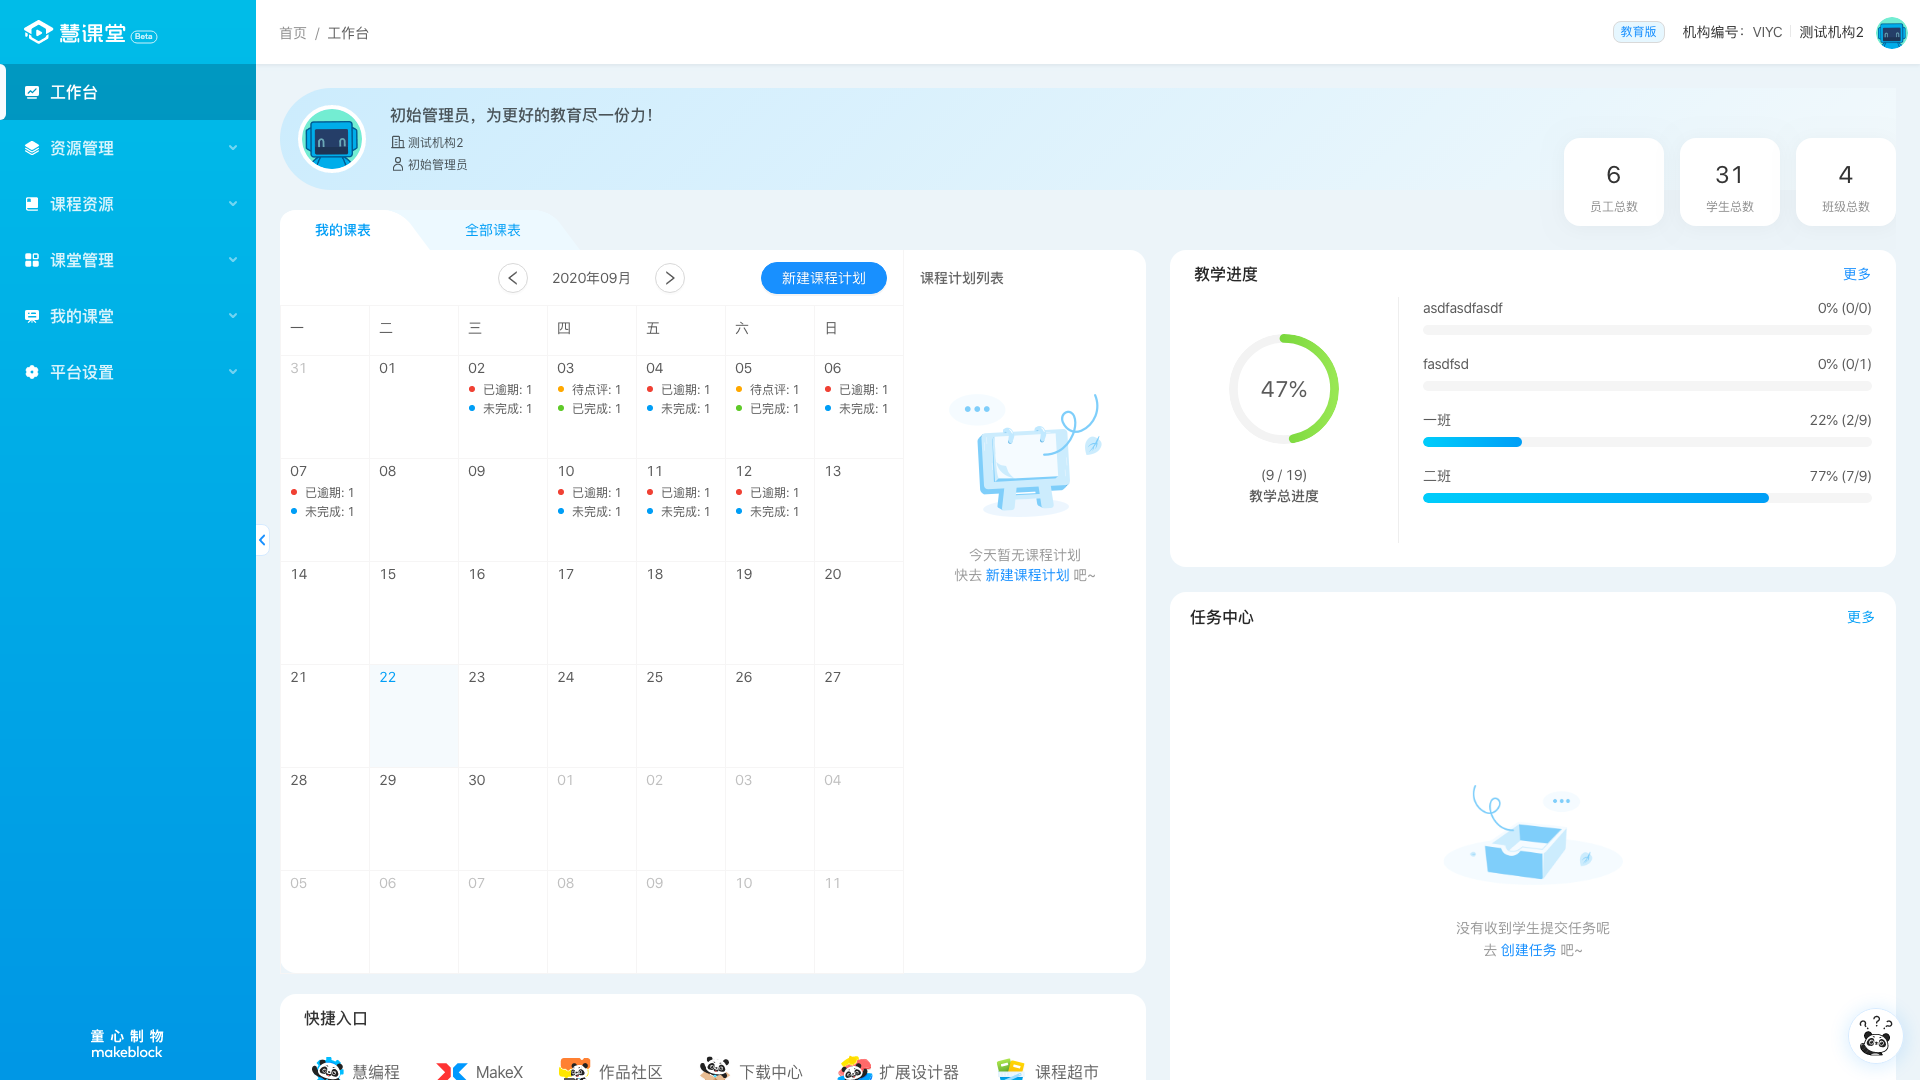 慧课堂 Beta
工作台
资源管理
课程资源
课堂管理
我的课堂
平台设置
童心制物
makeblock
首页 / 工作台
教育版 机构编号： VIYC 测试机构2
初始管理员，为更好的教育尽一份力！
测试机构2
初始管理员
6 31 4
员工总数 学生总数 班级总数
我的课表 全部课表
2020年09月 新建课程计划
一 二 三 四 五 六 日
31 01 02 03 04 05 06
已逾期: 1 待点评: 1 已逾期: 1 待点评: 1 已逾期: 1
未完成: 1 已完成: 1 未完成: 1 已完成: 1 未完成: 1
07 08 09 10 11 12 13
已逾期: 1 已逾期: 1 已逾期: 1 已逾期: 1
未完成: 1 未完成: 1 未完成: 1 未完成: 1
14 15 16 17 18 19 20
21 22 23 24 25 26 27
28 29 30 01 02 03 04
05 06 07 08 09 10 11
课程计划列表
今天暂无课程计划
快去 新建课程计划 吧~
教学进度 更多
47%
(9 / 19)
教学总进度
asdfasdfasdf 0% (0/0)
fasdfsd 0% (0/1)
一班 22% (2/9)
二班 77% (7/9)
任务中心 更多
没有收到学生提交任务呢
去 创建任务 吧~
快捷入口
慧编程 MakeX 作品社区 下载中心 扩展设计器 课程超市